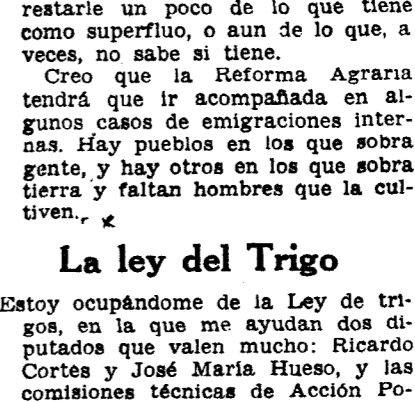 restarle un poco de lo que tiene
como superfluo, o aun de lo que, a
veces, no sabe si tiene.
Creo que la Reforma Agraria
tendrá que ir acompañada en al-
gunos casos de emigraciones inter-
nas. Hay pueblos en los que sobra
gente, y hay otros en los que sobra
tierra y faltan hombres que la cul-
tiven.
La ley del Trigo
Estoy ocupándome de la Ley de tri-
gos, en la que me ayudan dos di-
putados que valen mucho: Ricardo
Cortes y José María Hueso, y las
comisiones técnicas de Acción Po-